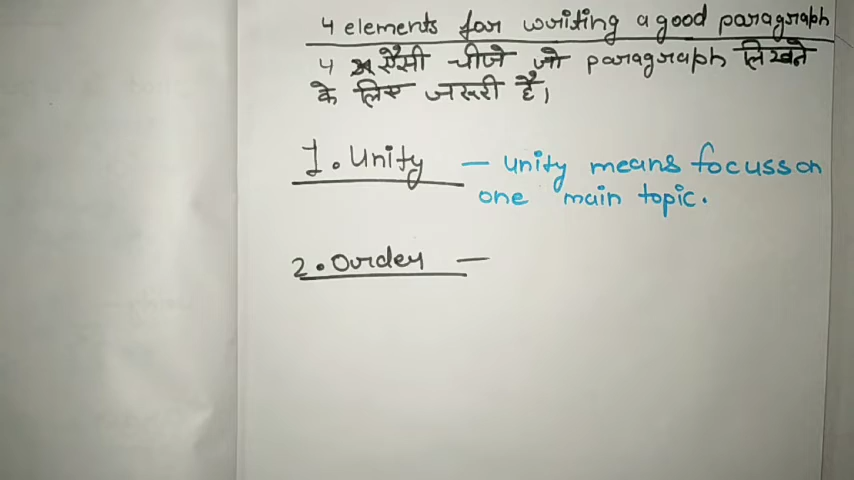 4 elements for writing a good paragraph
4 ऐसी चीजे जो paragraph लिखने
के लिए जरूरी है।
1. Unity — unity means focuss on
one main topic.
2. Order —